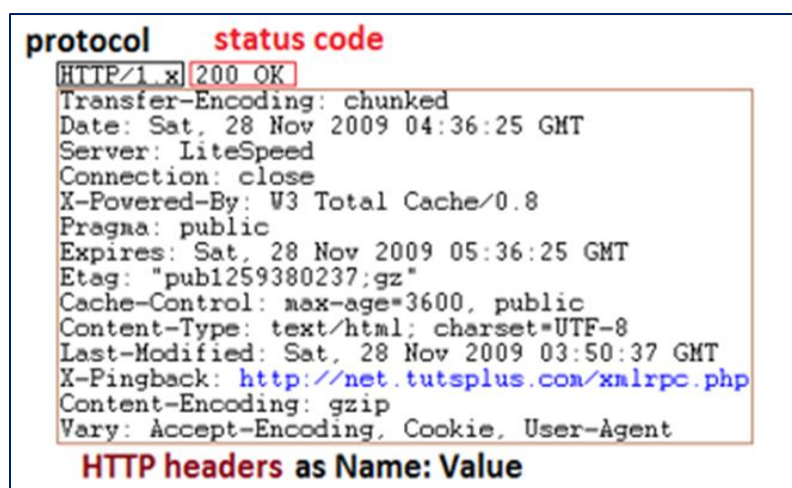 protocol status code
HTTP/1.x 200 OK
Transfer-Encoding: chunked
Date: Sat, 28 Nov 2009 04:36:25 GMT
Server: LiteSpeed
Connection: close
X-Powered-By: W3 Total Cache/0.8
Pragma: public
Expires: Sat, 28 Nov 2009 05:36:25 GMT
Etag: "pub1259380237;gz"
Cache-Control: max-age=3600, public
Content-Type: text/html; charset=UTF-8
Last-Modified: Sat, 28 Nov 2009 03:50:37 GMT
X-Pingback: http://net.tutsplus.com/xmlrpc.php
Content-Encoding: gzip
Vary: Accept-Encoding, Cookie, User-Agent
HTTP headers as Name: Value